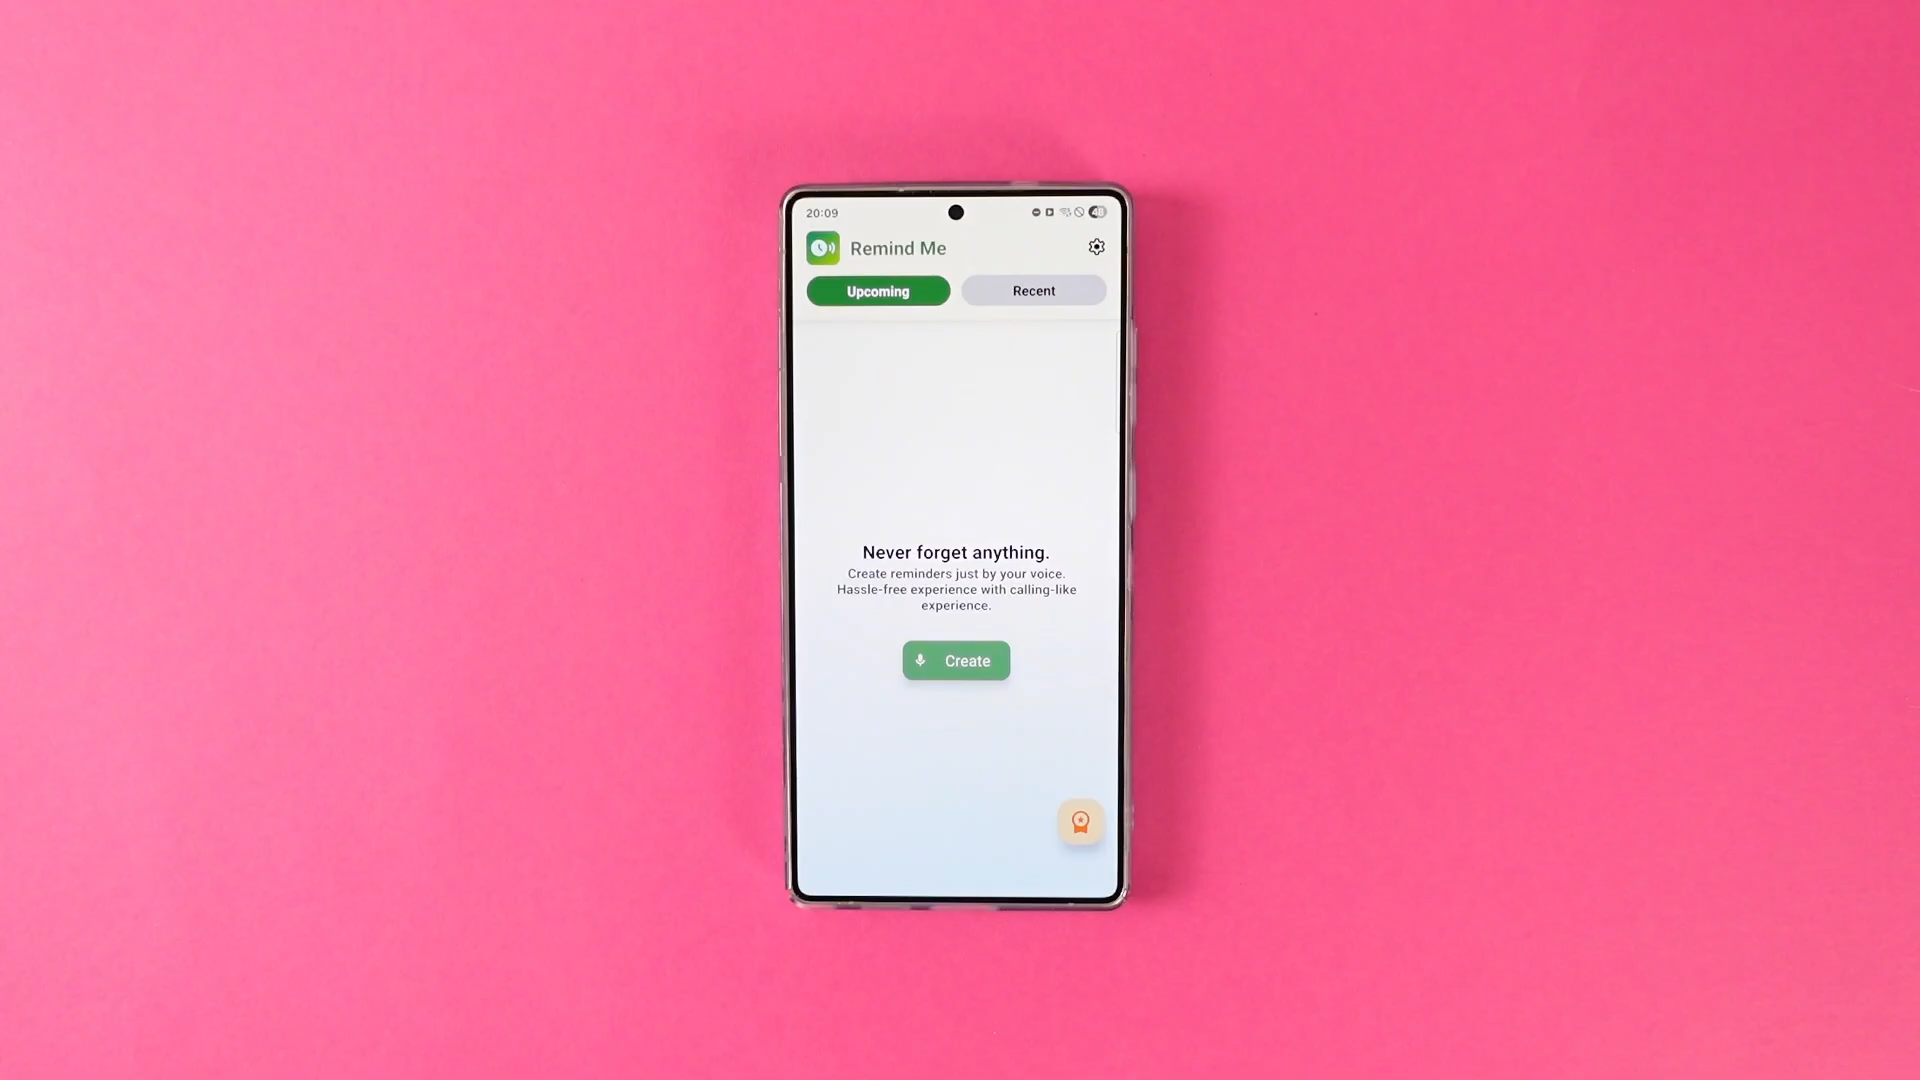 20:09
Remind Me
Upcoming
Recent
Never forget anything.
Create reminders just by your voice.
Hassle-free experience with calling-like
experience.
Create